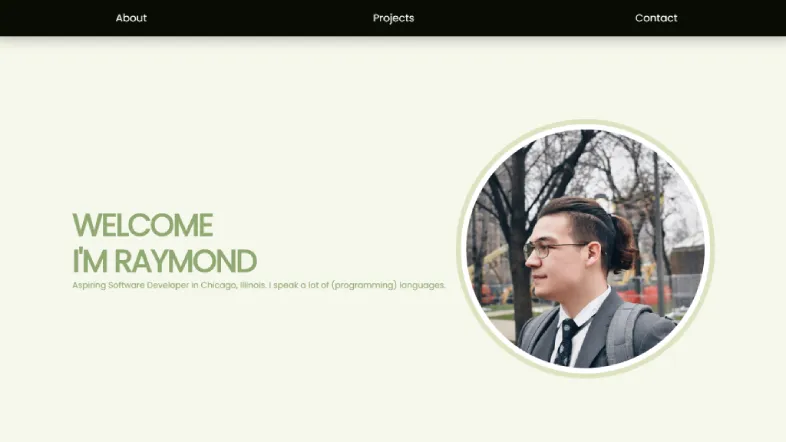 About
Projects
Contact
WELCOME
I'M RAYMOND
Aspiring Software Developer in Chicago, Illinois. I speak a lot of (programming) languages.